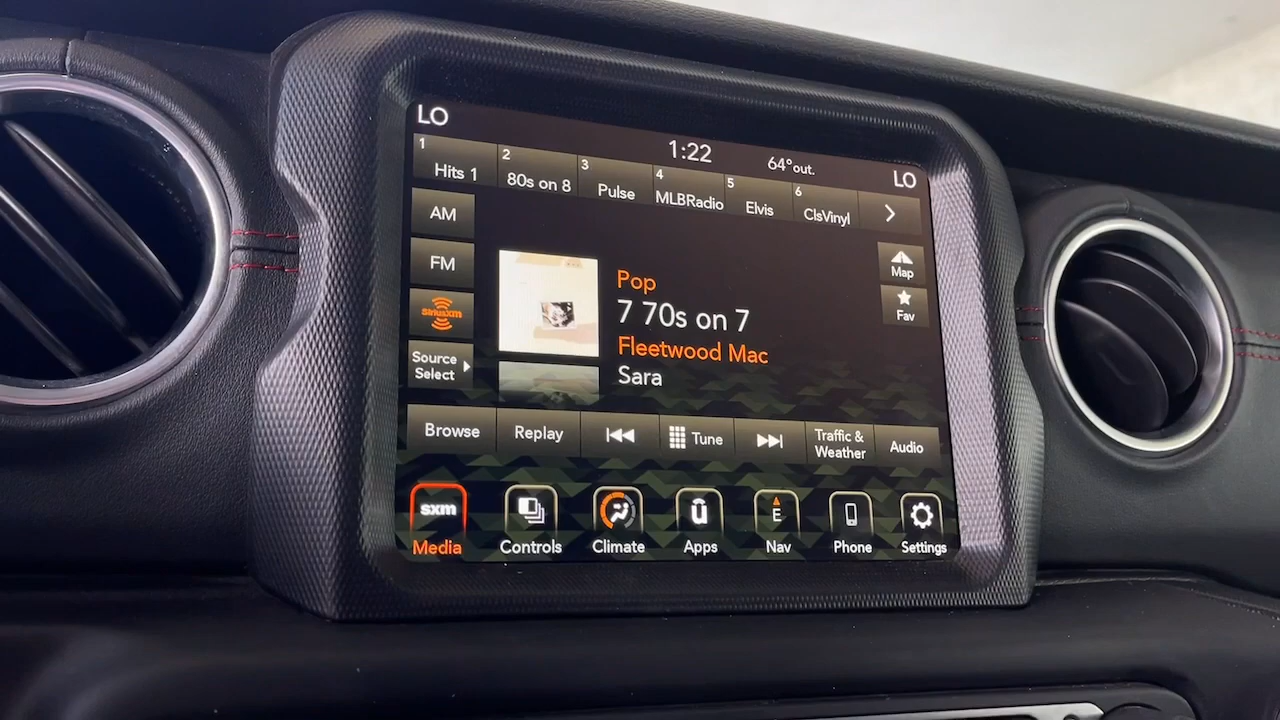 LO
1:22
64°out.
LO
1
Hits 1
2
80s on 8
3
Pulse
4
MLBRadio
5
Elvis
6
ClsVinyl
AM
FM
siriusxm
Source
Select
Pop
7 70s on 7
Fleetwood Mac
Sara
Map
Fav
Browse
Replay
Tune
Traffic &
Weather
Audio
sxm
Media
Controls
Climate
Apps
E
Nav
Phone
Settings